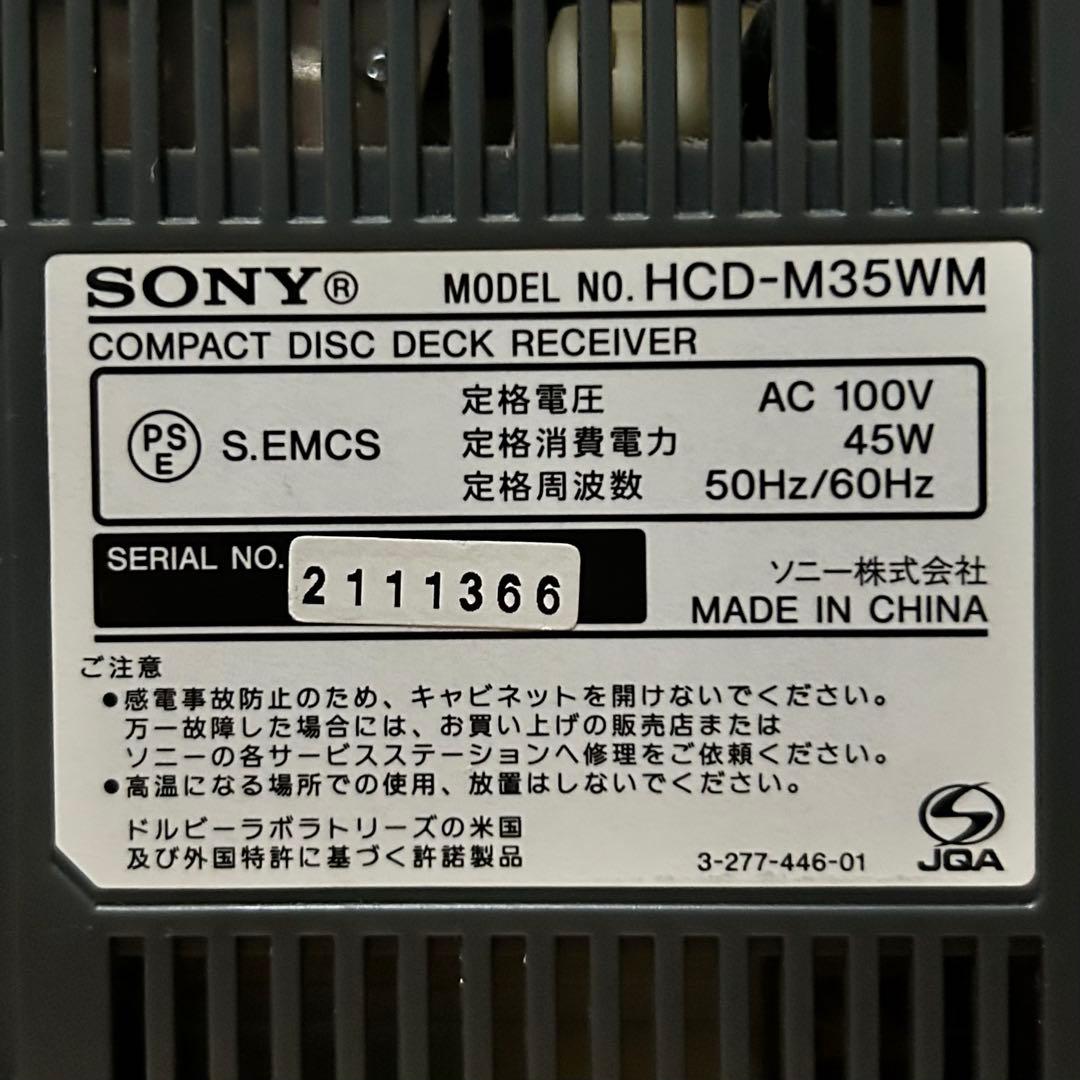 SONY® MODEL NO. HCD-M35WM
COMPACT DISC DECK RECEIVER
定格電圧 AC 100V
PSE S.EMCS 定格消費電力 45W
定格周波数 50Hz/60Hz
SERIAL NO. 2111366
ソニー株式会社
MADE IN CHINA
ご注意
●感電事故防止のため、キャビネットを開けないでください。
万一故障した場合には、お買い上げの販売店または
ソニーの各サービスステーションへ修理をご依頼ください。
●高温になる場所での使用、放置はしないでください。
ドルビーラボラトリーズの米国
及び外国特許に基づく許諾製品
3-277-446-01 JQA